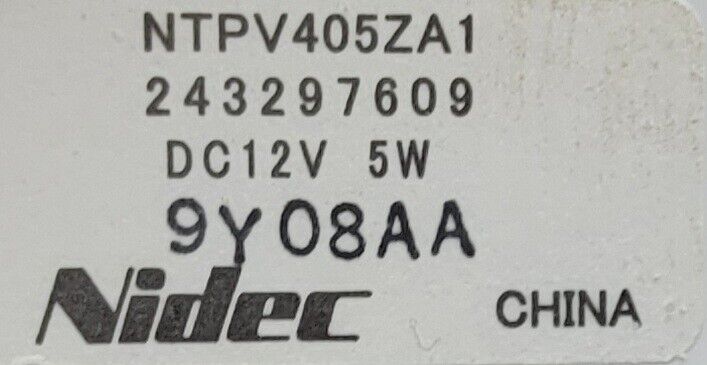 NTPV405ZA1
243297609
DC12V 5W
9Y08AA
Nidec CHINA